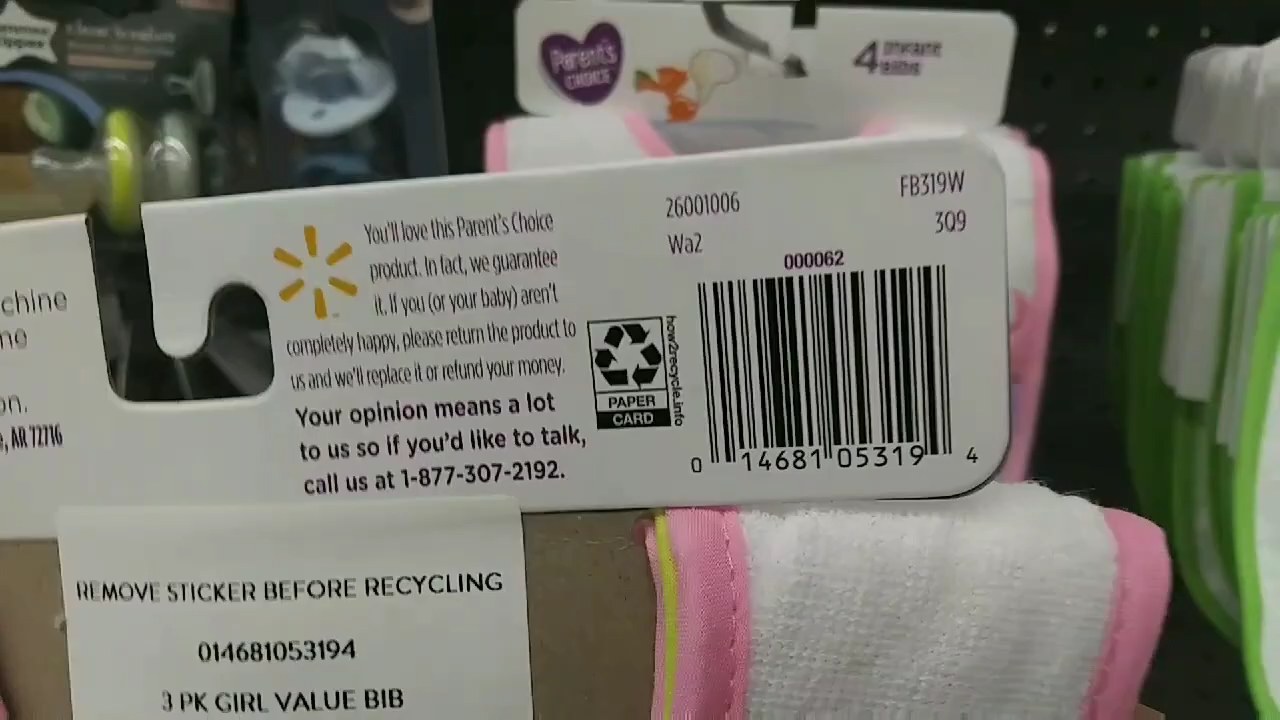 Parent's
CHOICE
4
chine
ne
on.
, AR 72716
You'll love this Parent's Choice
product. In fact, we guarantee
it. If you (or your baby) aren't
completely happy, please return the product to
us and we'll replace it or refund your money.
Your opinion means a lot
to us so if you'd like to talk,
call us at 1-877-307-2192.
PAPER
CARD
how2recycle.info
26001006
Wa2
FB319W
3Q9
000062
0 14681 05319 4
REMOVE STICKER BEFORE RECYCLING
014681053194
3 PK GIRL VALUE BIB